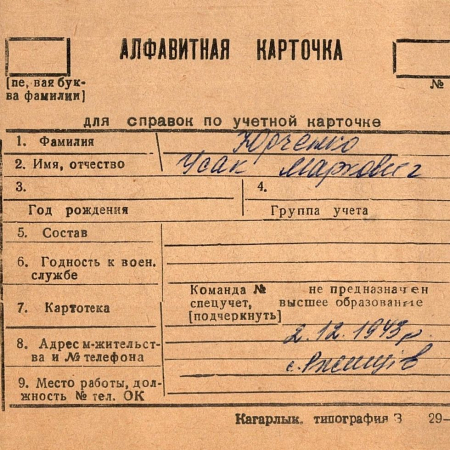 АЛФАВИТНАЯ КАРТОЧКА
[пе, вая бук-
ва фамилии]
№
для справок по учетной карточке
1. Фамилия Юрченко
2. Имя, отчество Усак Маркович
3.
4.
Год рождения
Группа учета
5. Состав
6. Годность к воен.
службе
7. Картотека
Команда № не предназначен
спецучет, высшее образование
[подчеркнуть]
8. Адрес м-жительст-
ва и № телефона
2.12.1943 р.
с. Ржищів
9. Место работы, дол-
жность № тел. ОК
Кагарлык. типография З 29-